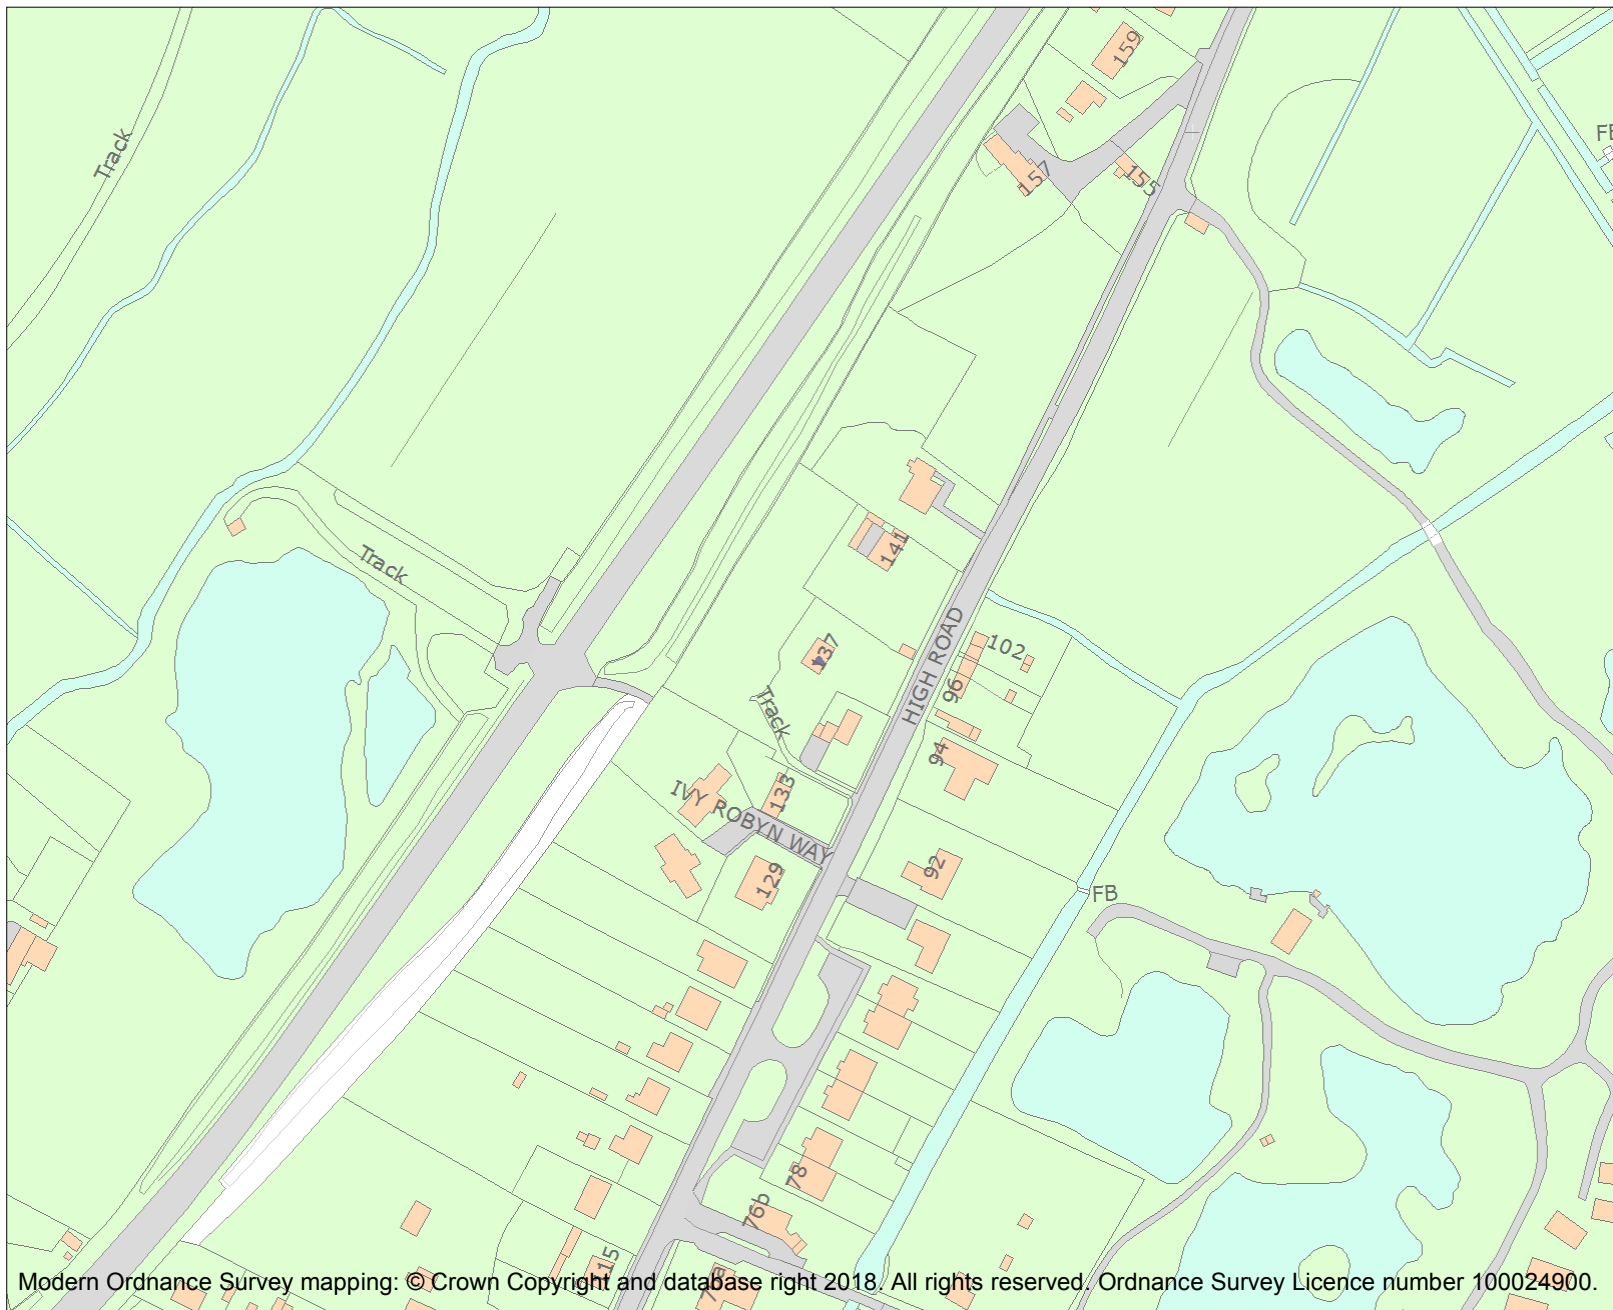 159
Track
FB
157
155
141
Track
HIGH ROAD
137
102
96
Track
94
133
IVY ROBYN WAY
92
129
FB
78
76b
115
Modern Ordnance Survey mapping: © Crown Copyright and database right 2018. All rights reserved. Ordnance Survey Licence number 100024900.